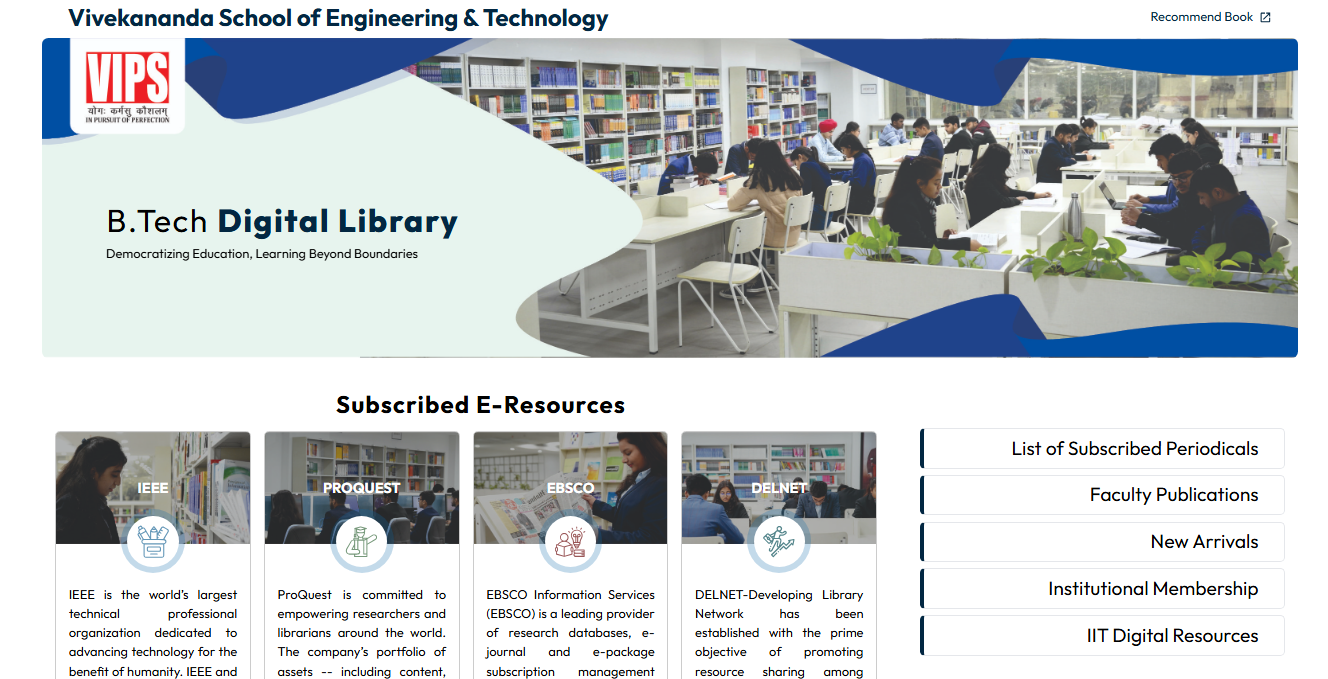 Vivekananda School of Engineering & Technology
Recommend Book
VIPS
योगः कर्मसु कौशलम्
IN PURSUIT OF PERFECTION
B.Tech Digital Library
Democratizing Education, Learning Beyond Boundaries
Subscribed E-Resources
IEEE
IEEE is the world's largest
technical professional
organization dedicated to
advancing technology for the
benefit of humanity. IEEE and
PROQUEST
ProQuest is committed to
empowering researchers and
librarians around the world.
The company's portfolio of
assets -- including content,
EBSCO
EBSCO Information Services
(EBSCO) is a leading provider
of research databases, e-
journal and e-package
subscription management
DELNET
DELNET-Developing Library
Network has been
established with the prime
objective of promoting
resource sharing among
List of Subscribed Periodicals
Faculty Publications
New Arrivals
Institutional Membership
IIT Digital Resources